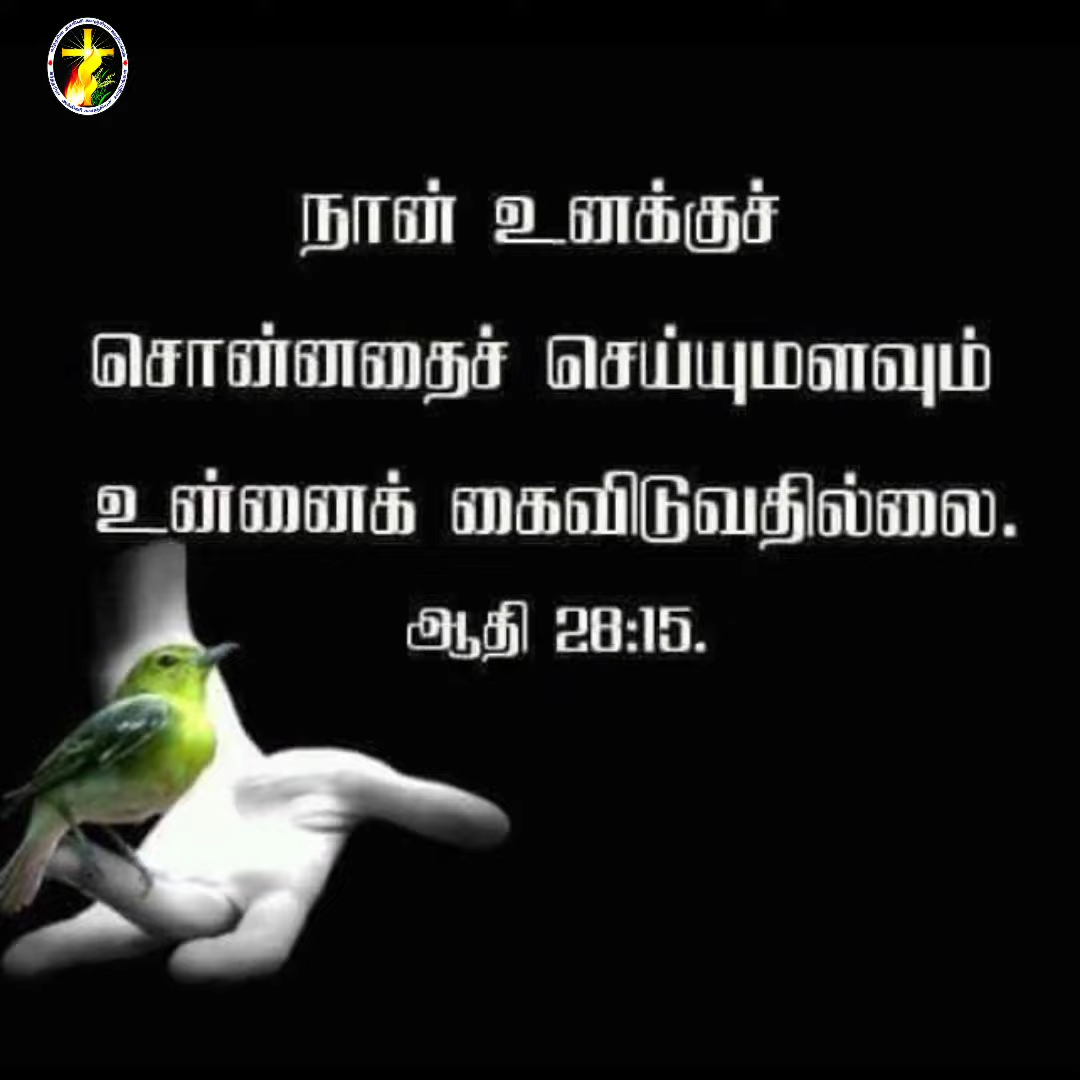 நான் உனக்குச்
சொன்னதைச் செய்யுமளவும்
உன்னைக் கைவிடுவதில்லை.
ஆதி 28:15.